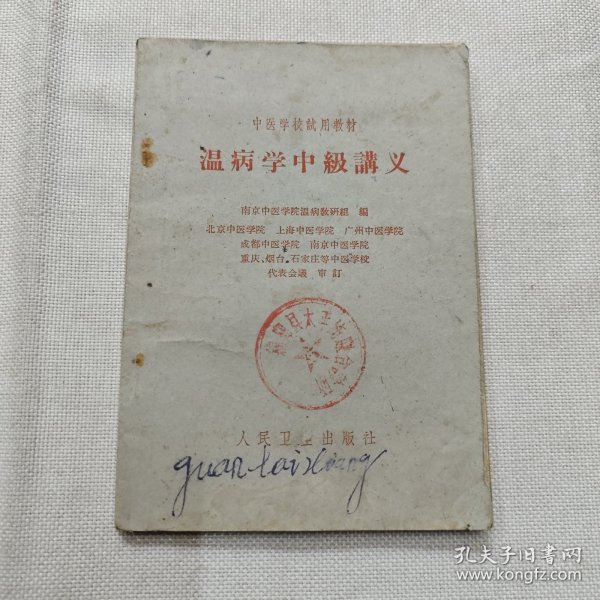 中医学校試用教材
温病学中級講义
南京中医学院温病教研組 編
北京中医学院 上海中医学院 广州中医学院
成都中医学院 南京中医学院
重庆、烟台、石家庄等中医学校
代表会議 审訂
人民卫生出版社
guan
孔夫子旧书网
www.kongfz.com